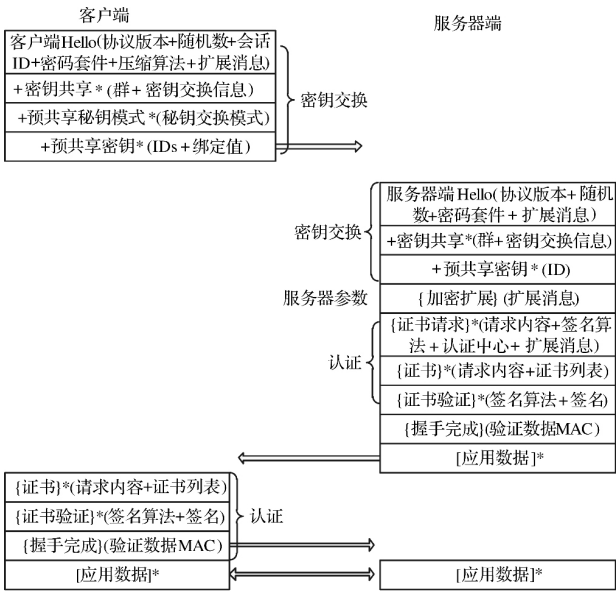 客户端
服务器端
客户端Hello(协议版本+随机数+会话
ID+密码套件+压缩算法+扩展消息)
+密钥共享*(群+密钥交换信息)
+预共享秘钥模式*(秘钥交换模式)
+预共享密钥*(IDs+绑定值)
密钥交换
服务器端Hello(协议版本+随机
数+密码套件+扩展消息)
+密钥共享*(群+密钥交换信息)
+预共享密钥*(ID)
密钥交换
服务器参数
{加密扩展}(扩展消息)
{证书请求}*(请求内容+签名算
法+认证中心+扩展消息)
{证书}*(请求内容+证书列表)
{证书验证}*(签名算法+签名)
认证
{握手完成}(验证数据MAC)
[应用数据]*
{证书}*(请求内容+证书列表)
{证书验证}*(签名算法+签名)
{握手完成}(验证数据MAC)
认证
[应用数据]*
[应用数据]*